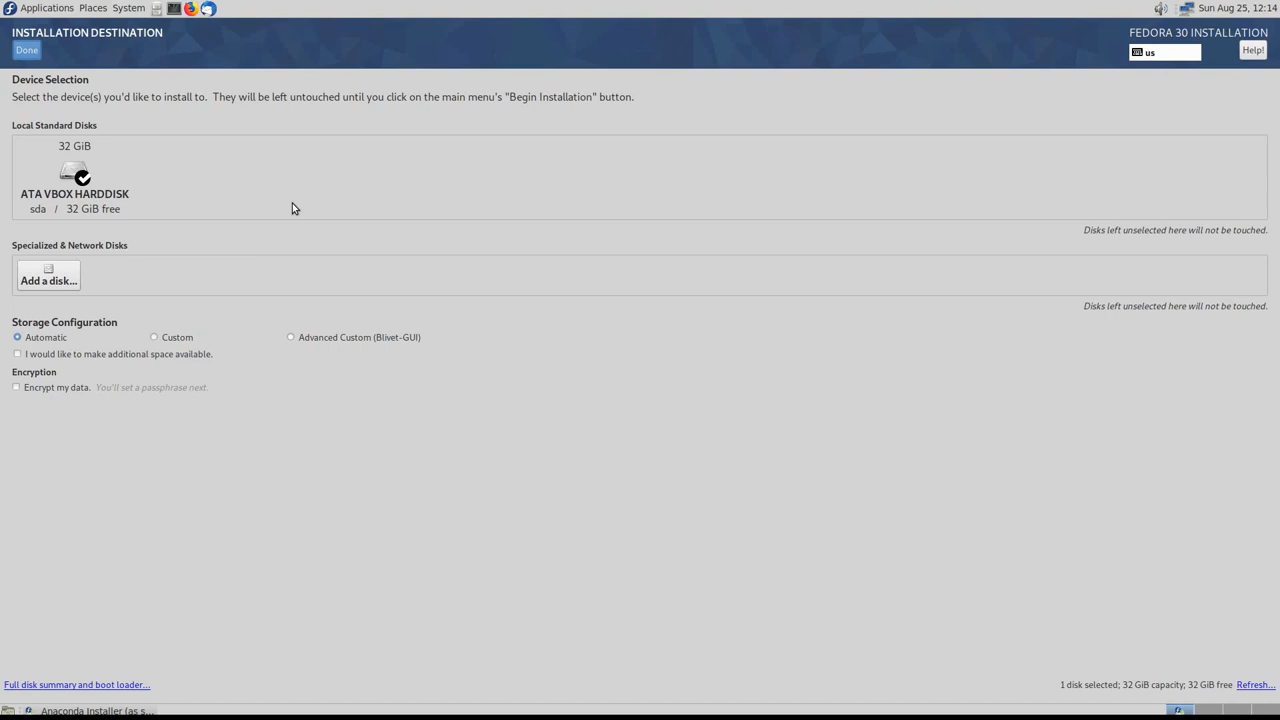 Applications Places System Sun Aug 25, 12:14
INSTALLATION DESTINATION
FEDORA 30 INSTALLATION
Done
us
Help!
Device Selection
Select the device(s) you'd like to install to. They will be left untouched until you click on the main menu's "Begin Installation" button.
Local Standard Disks
32 GiB
ATA VBOX HARDDISK
sda / 32 GiB free
Disks left unselected here will not be touched.
Specialized & Network Disks
Add a disk...
Disks left unselected here will not be touched.
Storage Configuration
Automatic Custom Advanced Custom (Blivet-GUI)
I would like to make additional space available.
Encryption
Encrypt my data. You'll set a passphrase next.
Full disk summary and boot loader...
1 disk selected; 32 GiB capacity; 32 GiB free Refresh...
Anaconda Installer (as s...